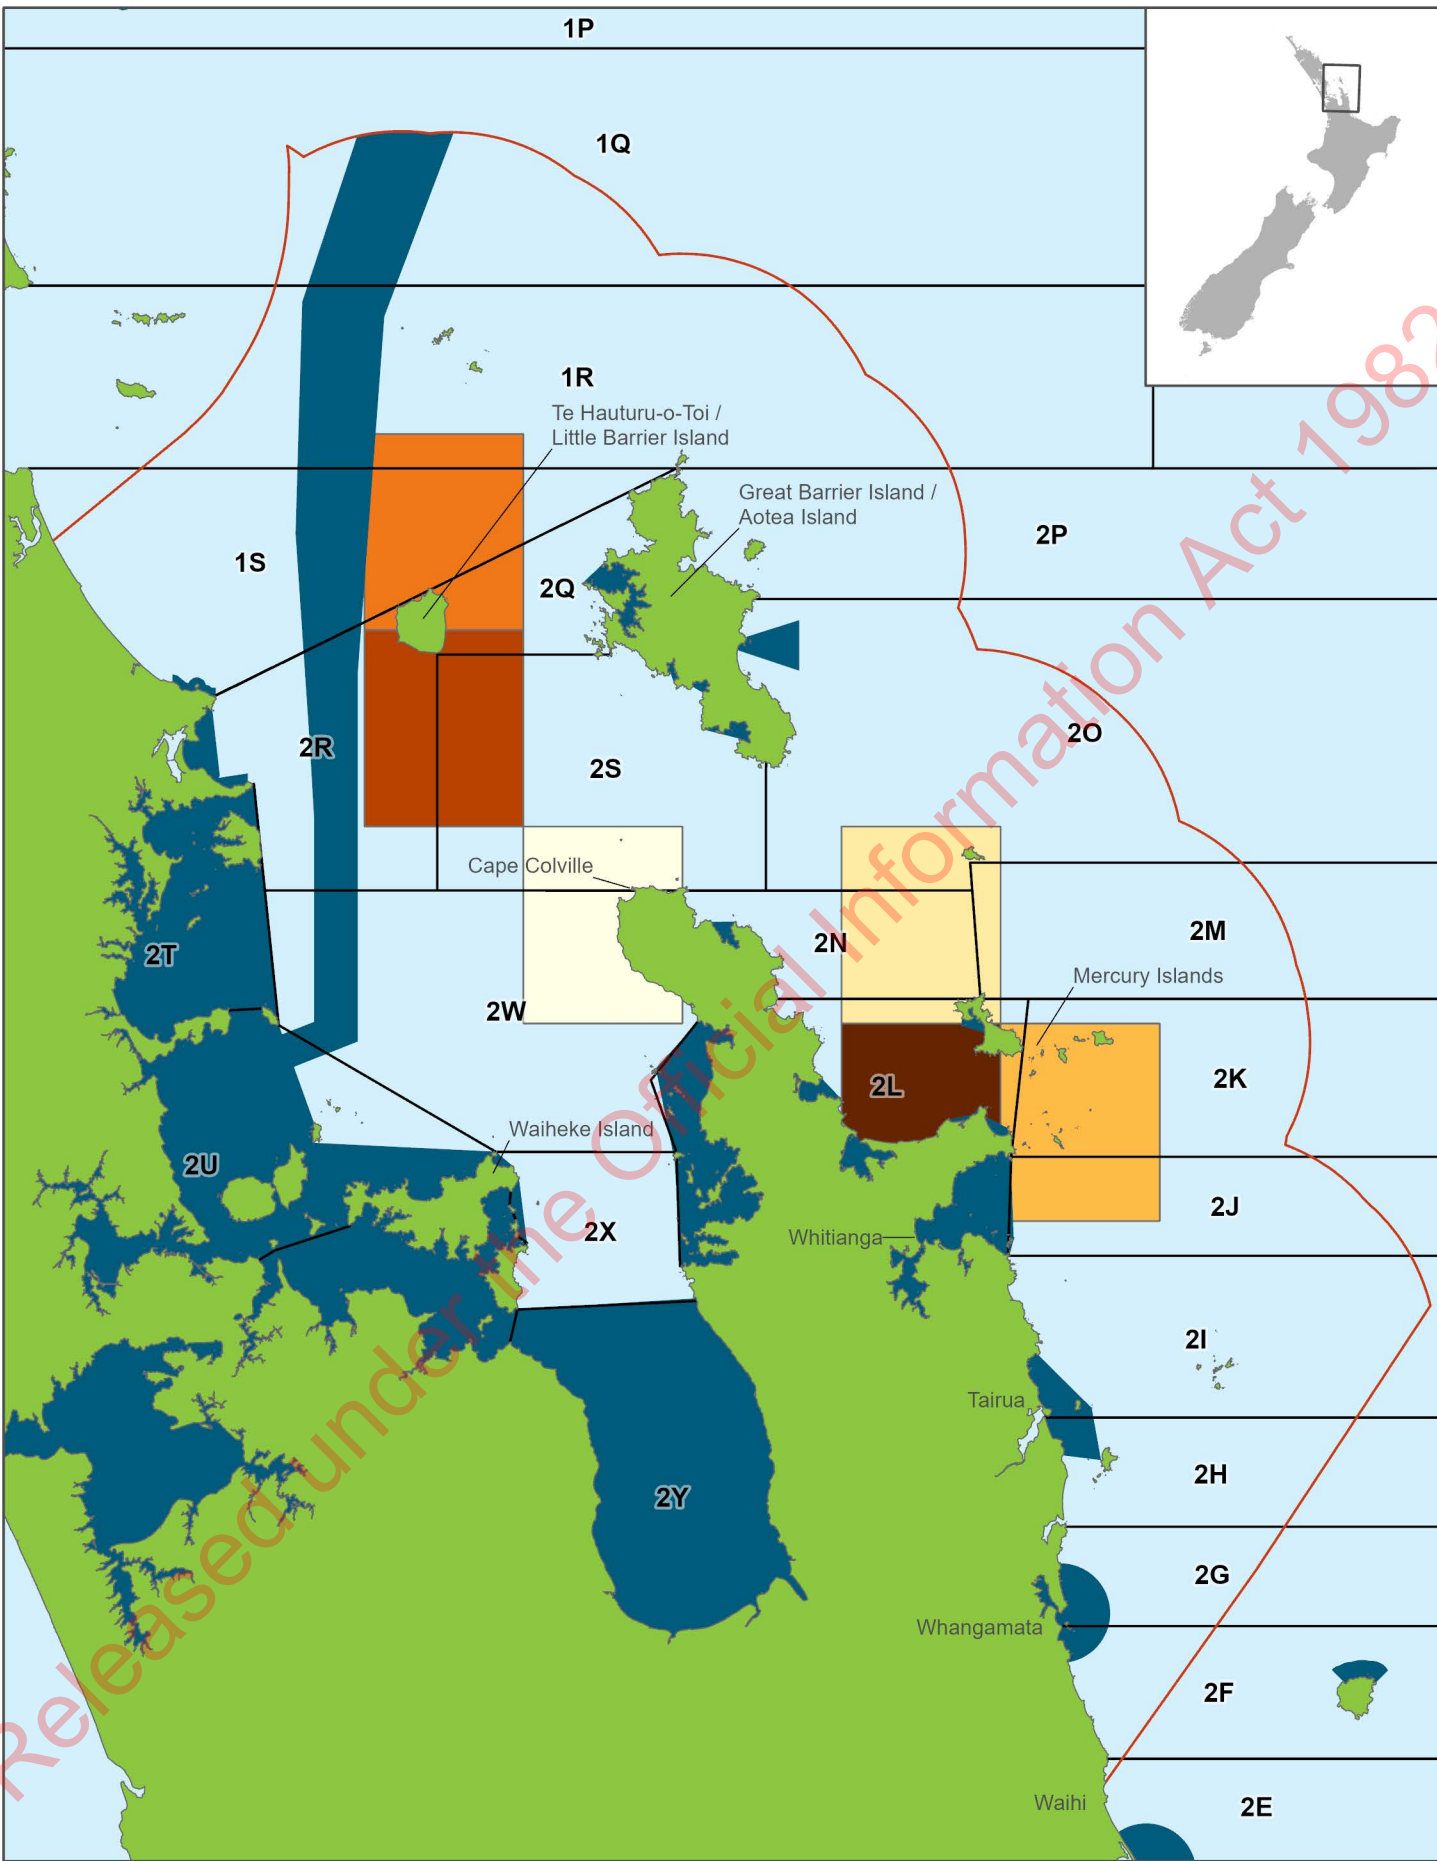 1P
1Q
1R
Te Hauturu-o-Toi /
Little Barrier Island
Great Barrier Island /
Aotea Island
2P
1S
2Q
2O
2R
2S
Cape Colville
2N
2M
2T
Mercury Islands
2W
2L
2K
Waiheke Island
2U
2J
2X
Whitianga
2I
Tairua
2H
2Y
2G
Whangamata
2F
Waihi
2E
Released under the Official Information Act 1982